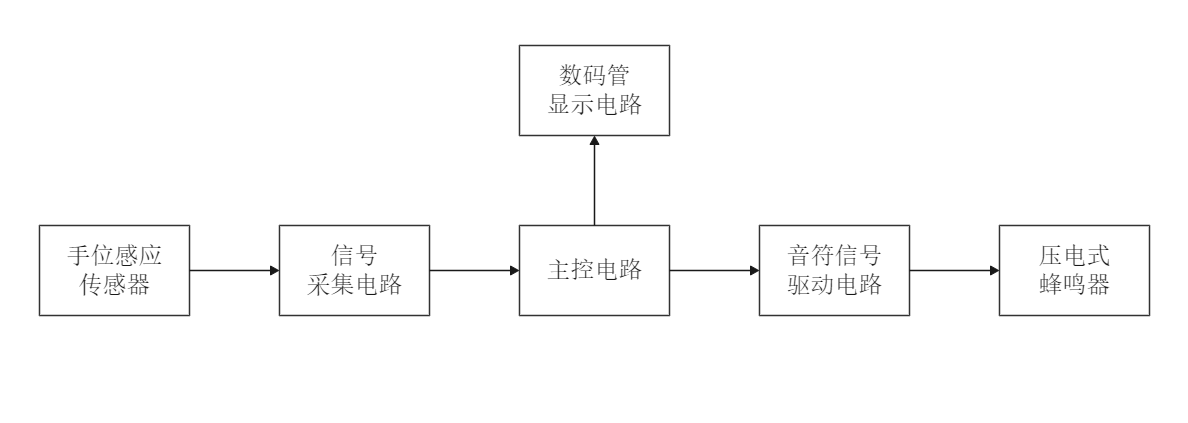 数码管
显示电路
手位感应
传感器
信号
采集电路
主控电路
音符信号
驱动电路
压电式
蜂鸣器